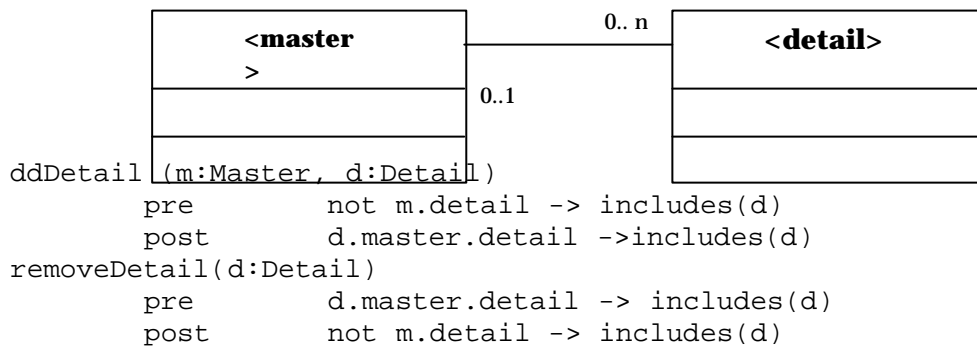 <master
>
0.. n
<detail>
0..1
ddDetail (m:Master, d:Detail)
pre not m.detail -> includes(d)
post d.master.detail ->includes(d)
removeDetail(d:Detail)
pre d.master.detail -> includes(d)
post not m.detail -> includes(d)